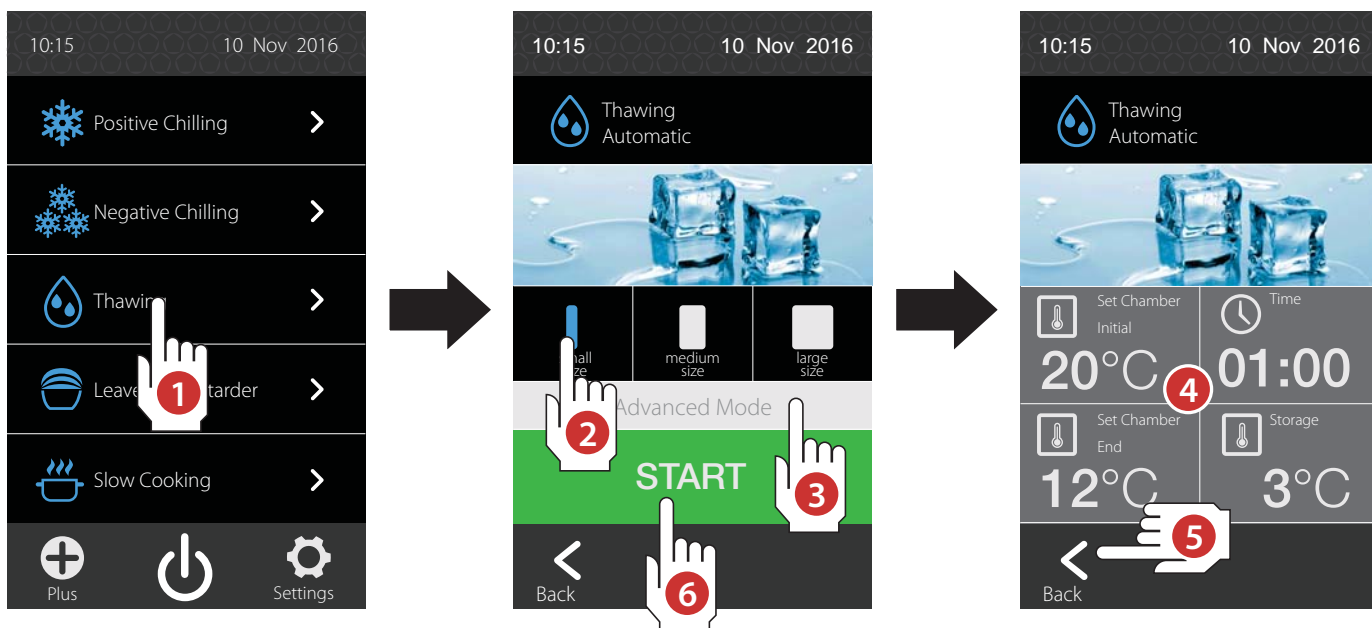 10:15 10 Nov 2016
Positive Chilling
Negative Chilling
Thawing
tarder
1
Slow Cooking
Plus
Settings
10:15 10 Nov 2016
Thawing
Automatic
medium
size
large
size
2
Advanced Mode
3
START
6
Back
10:15 10 Nov 2016
Thawing
Automatic
Set Chamber
Initial
20°C
Time
01:00
4
Set Chamber
End
12°C
Storage
3°C
5
Back